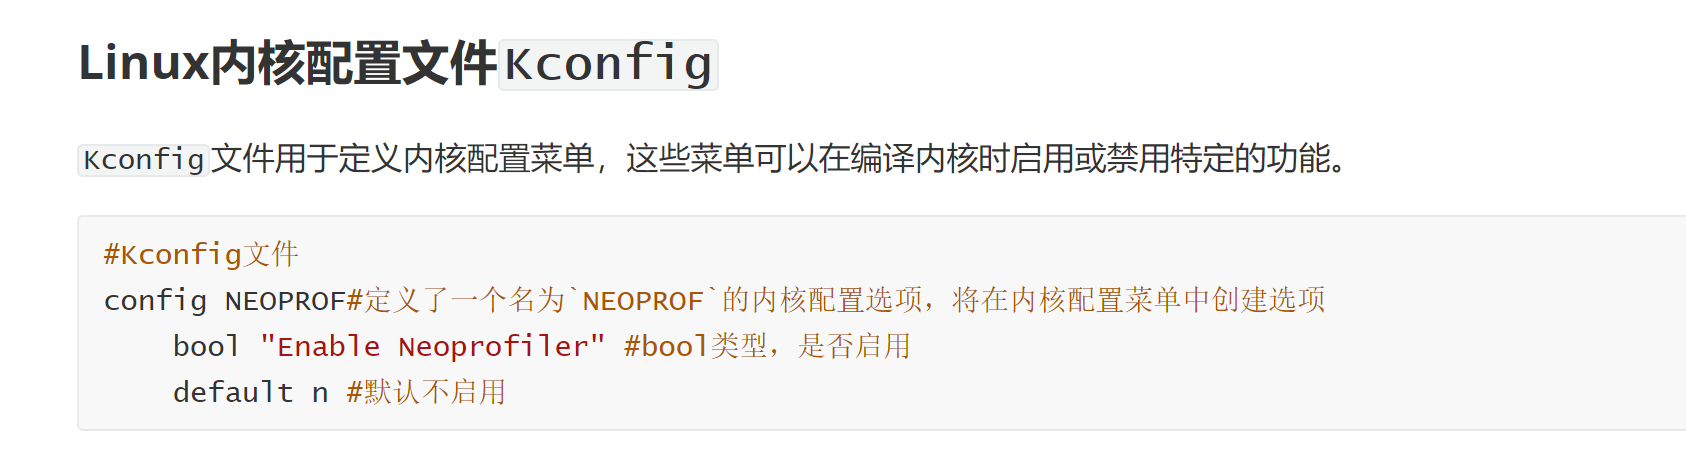 Linux内核配置文件Kconfig
Kconfig文件用于定义内核配置菜单，这些菜单可以在编译内核时启用或禁用特定的功能。
#Kconfig文件
config NEOPROF#定义了一个名为`NEOPROF`的内核配置选项，将在内核配置菜单中创建选项
    bool "Enable Neoprofiler" #bool类型，是否启用
    default n #默认不启用